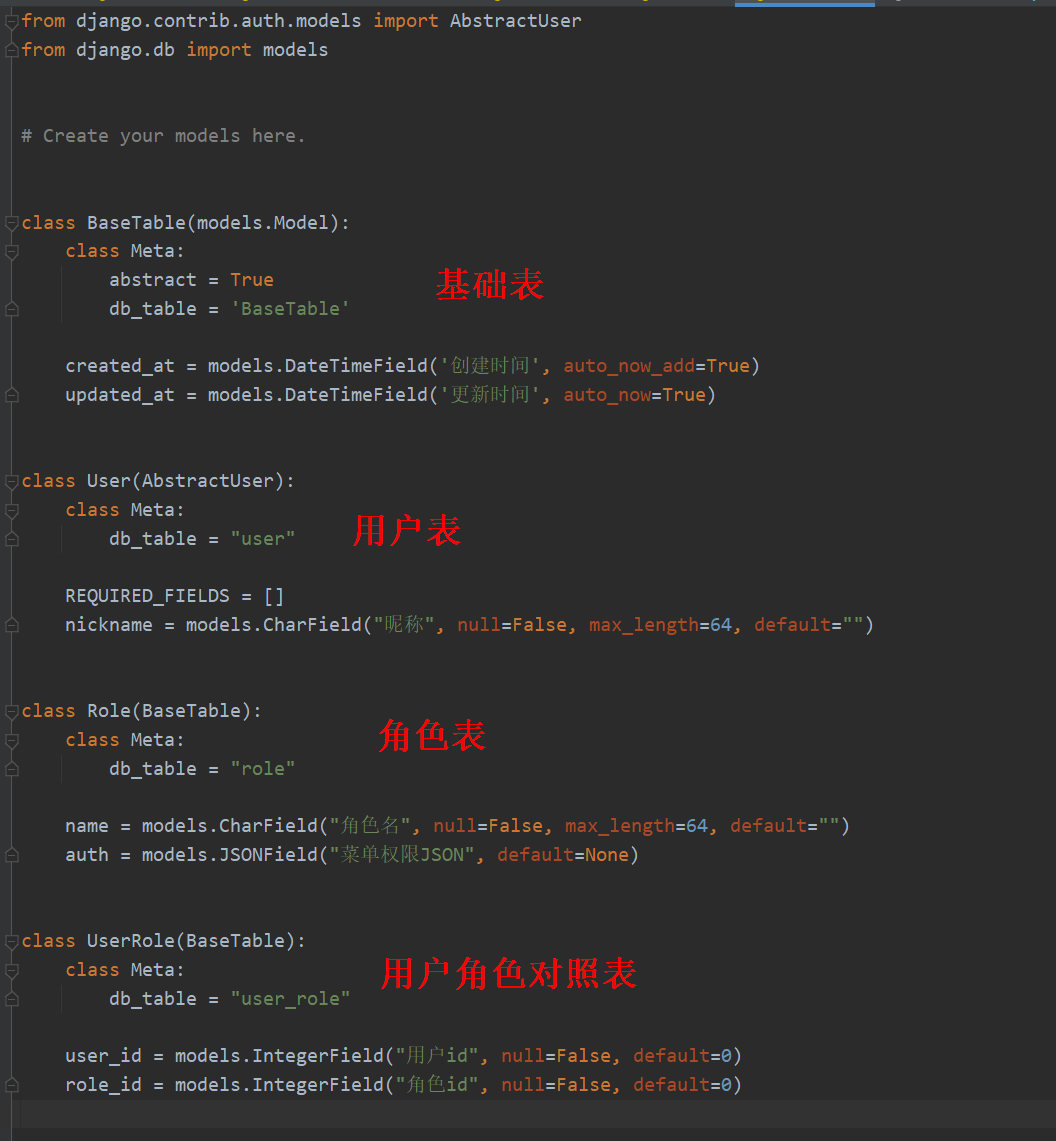 from django.contrib.auth.models import AbstractUser
from django.db import models
# Create your models here.
class BaseTable(models.Model):
    class Meta:
        abstract = True
基础表
        db_table = 'BaseTable'
    created_at = models.DateTimeField('创建时间', auto_now_add=True)
    updated_at = models.DateTimeField('更新时间', auto_now=True)
class User(AbstractUser):
    class Meta:
        db_table = "user"
用户表
    REQUIRED_FIELDS = []
    nickname = models.CharField("昵称", null=False, max_length=64, default="")
class Role(BaseTable):
    class Meta:
角色表
        db_table = "role"
    name = models.CharField("角色名", null=False, max_length=64, default="")
    auth = models.JSONField("菜单权限JSON", default=None)
class UserRole(BaseTable):
    class Meta:
用户角色对照表
        db_table = "user_role"
    user_id = models.IntegerField("用户id", null=False, default=0)
    role_id = models.IntegerField("角色id", null=False, default=0)